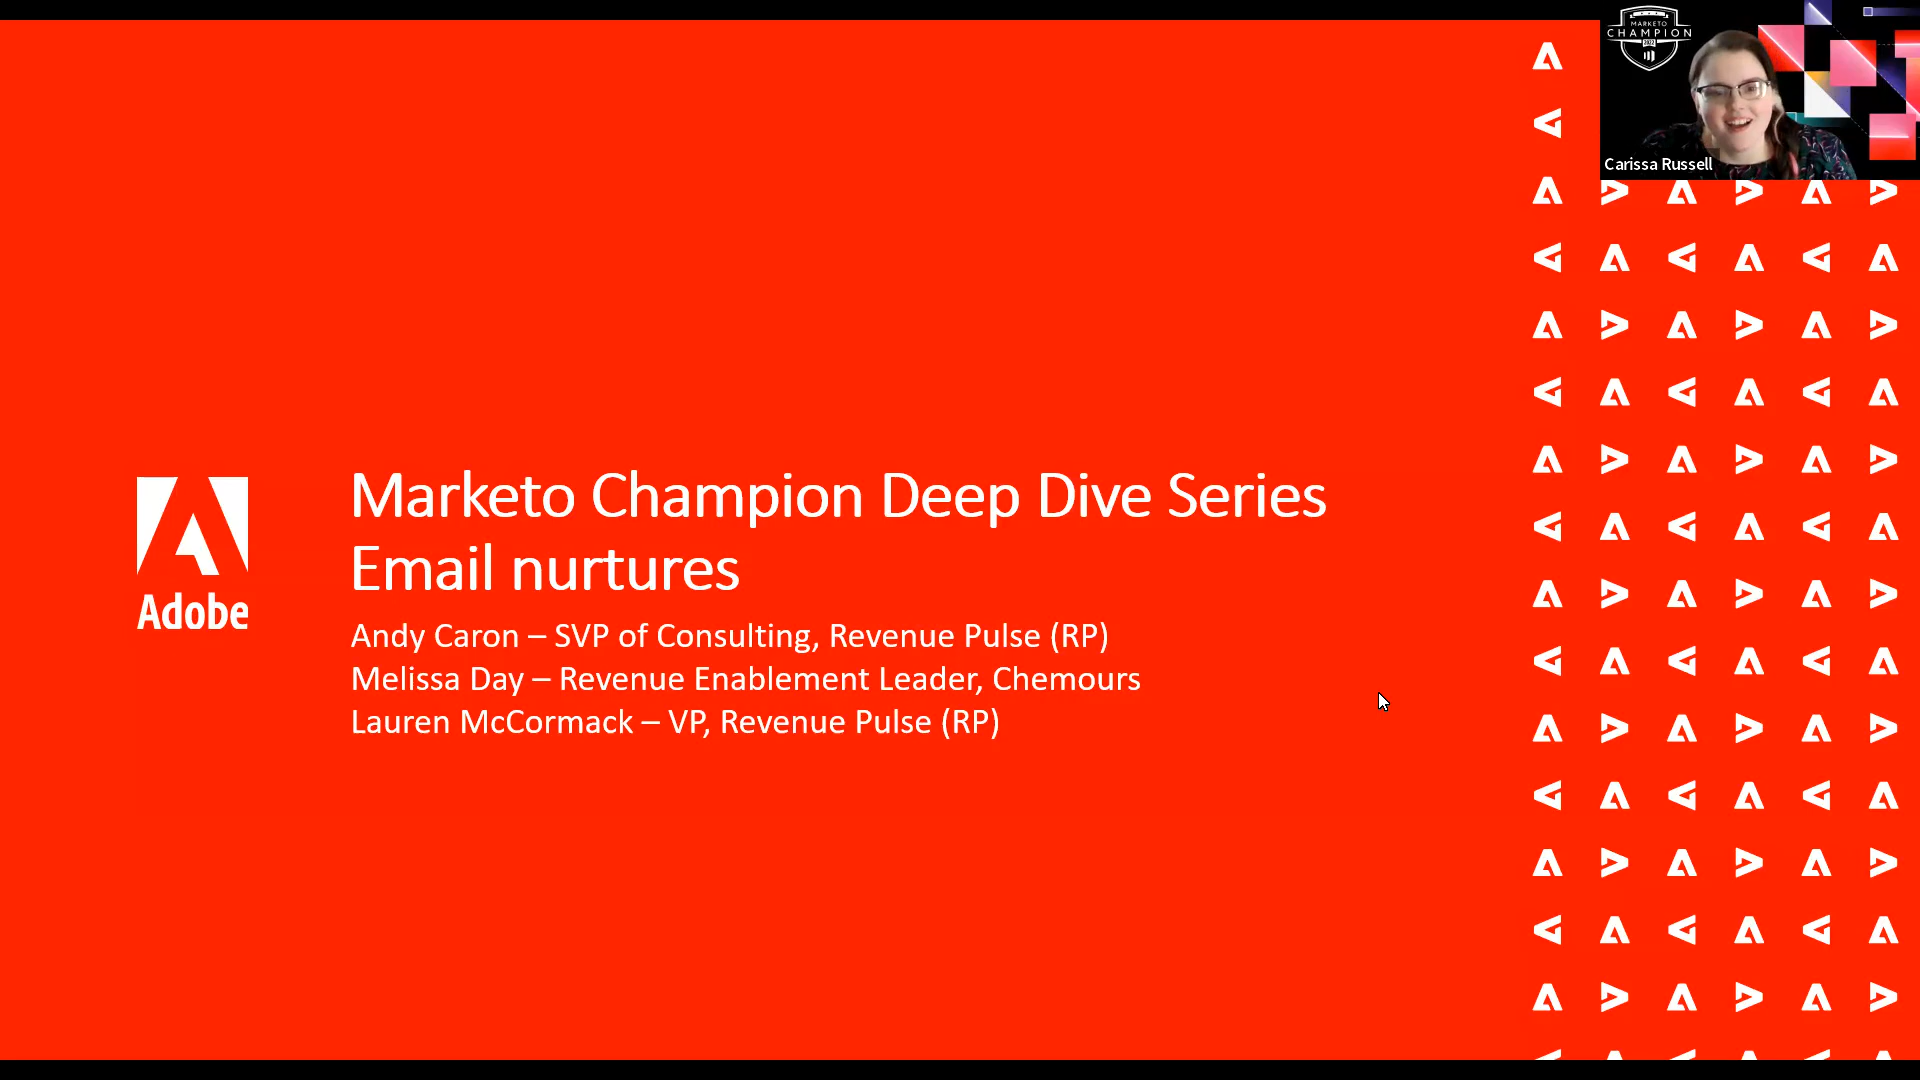 MARKETO
CHAMPION
Carissa Russell
Marketo Champion Deep Dive Series
Email nurtures
Adobe
Andy Caron – SVP of Consulting, Revenue Pulse (RP)
Melissa Day – Revenue Enablement Leader, Chemours
Lauren McCormack – VP, Revenue Pulse (RP)